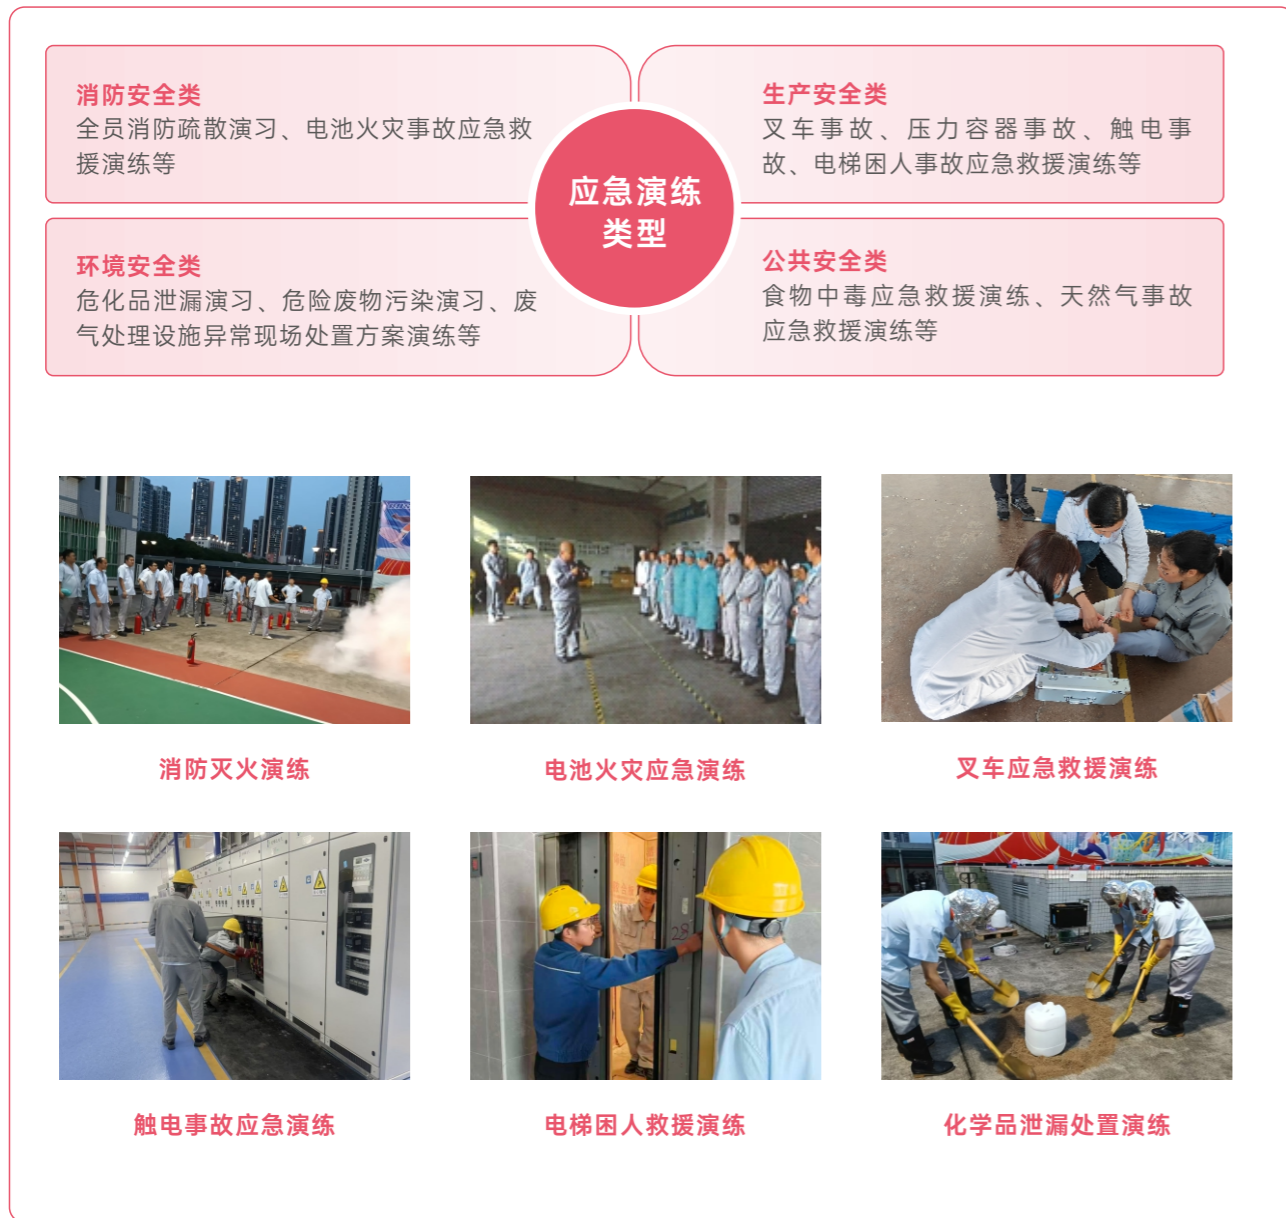 消防安全类
全员消防疏散演习、电池火灾事故应急救
援演练等
生产安全类
叉车事故、压力容器事故、触电事
故、电梯困人事故应急救援演练等
应急演练
类型
环境安全类
危化品泄漏演习、危险废物污染演习、废
气处理设施异常现场处置方案演练等
公共安全类
食物中毒应急救援演练、天然气事故
应急救援演练等
消防灭火演练
电池火灾应急演练
叉车应急救援演练
28
触电事故应急演练
电梯困人救援演练
化学品泄漏处置演练